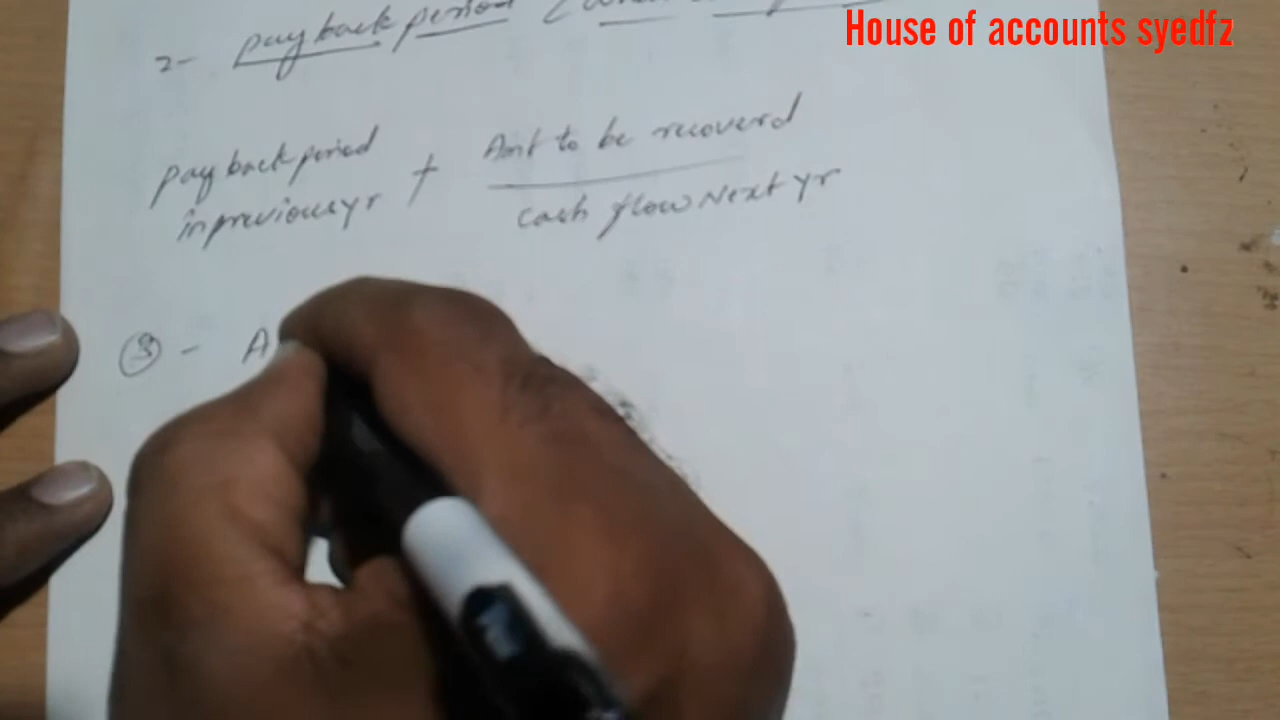 House of accounts syedfz
2- pay back period (
pay back period + Amt to be recoverd
in previous yr cash flow Next yr
③ - A